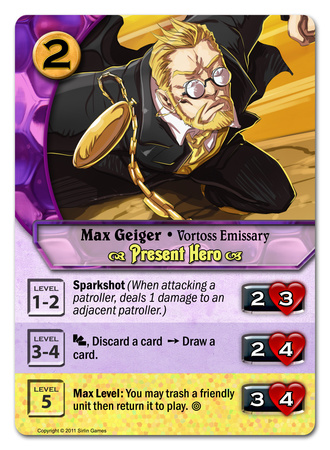 2
Max Geiger • Vortoss Emissary
Present Hero
LEVEL
1-2
Sparkshot (When attacking a
patroller, deals 1 damage to an
adjacent patroller.)
2 3
LEVEL
3-4
, Discard a card → Draw a
card.
2 4
LEVEL
5
Max Level: You may trash a friendly
unit then return it to play. ◎
3 4
Copyright © 2011 Sirlin Games